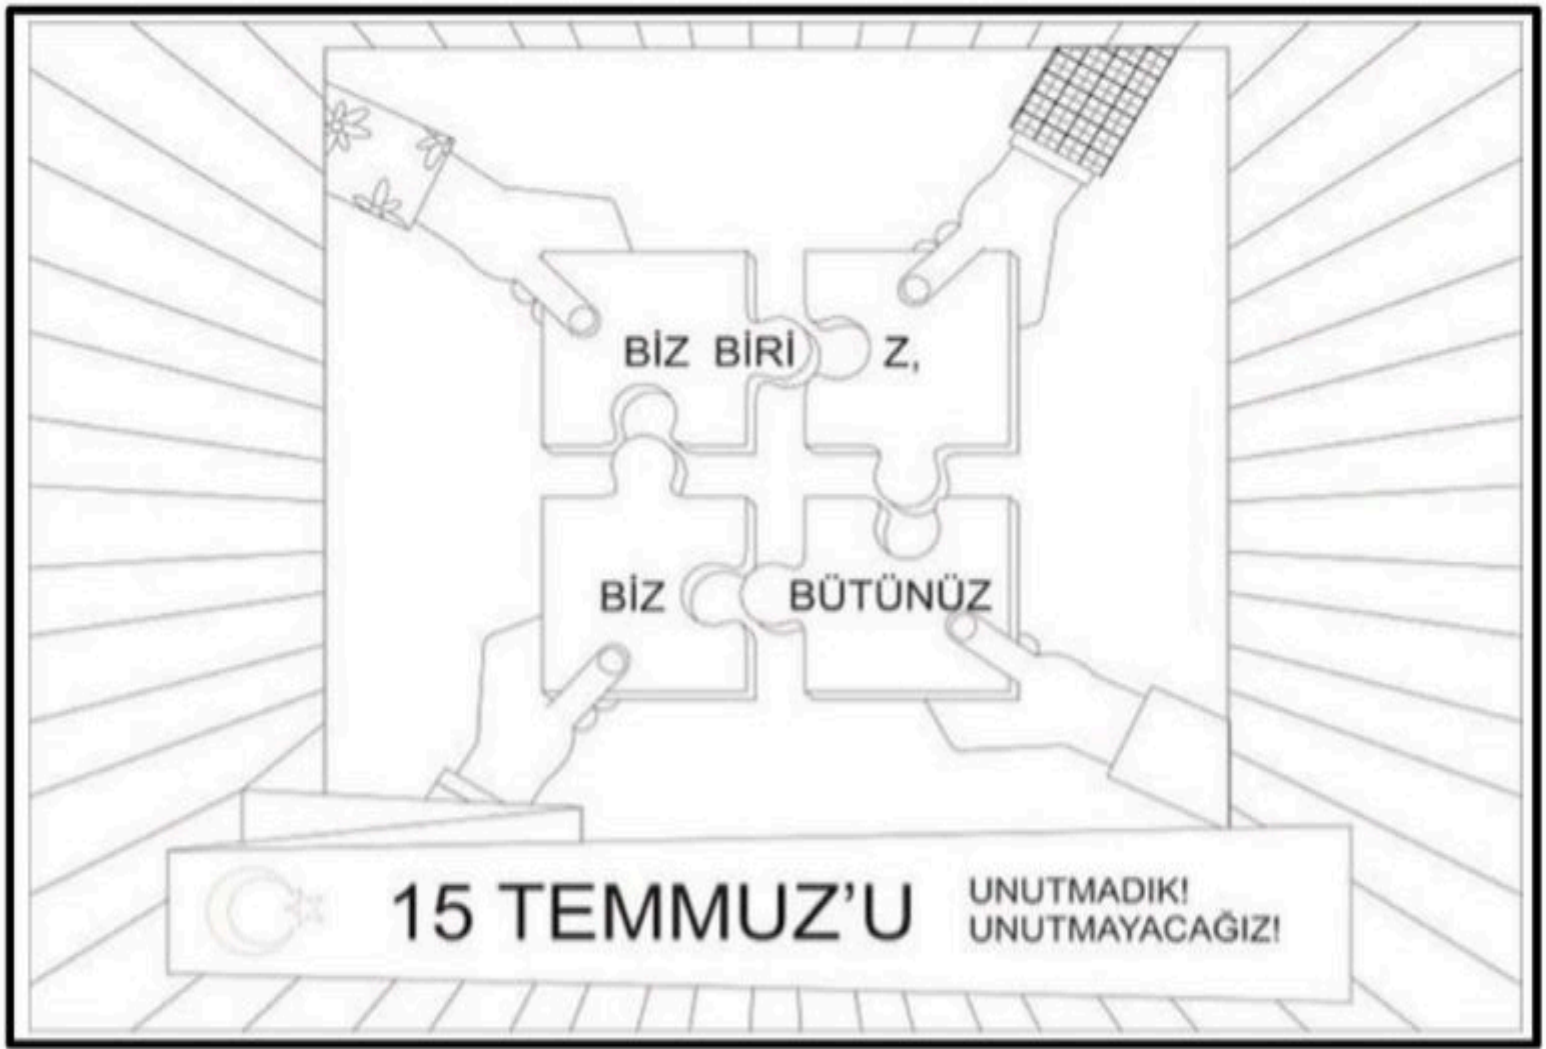 BİZ BİRİ Z,
BİZ BÜTÜNÜZ
15 TEMMUZ'U
UNUTMADIK!
UNUTMAYACAĞIZ!